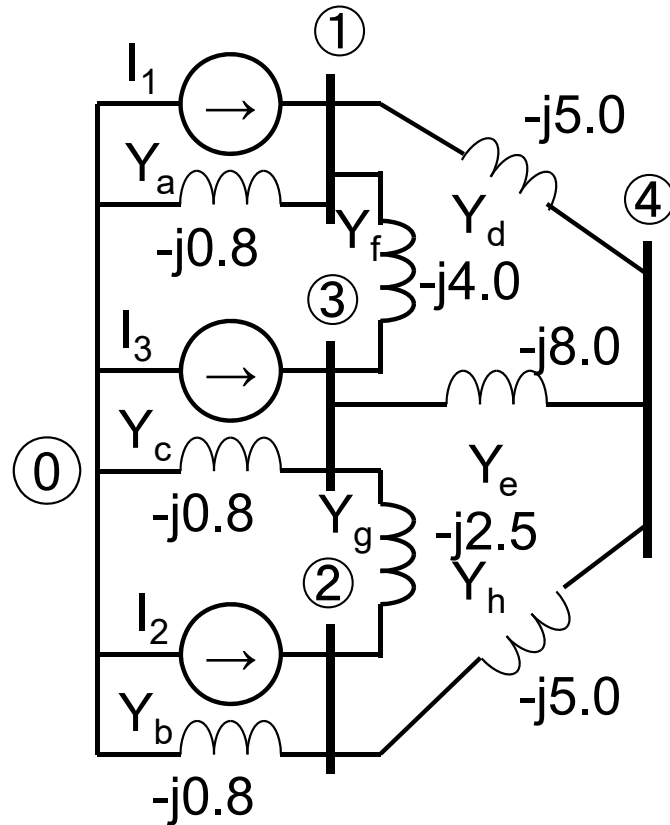 ①
I1
-j5.0
Ya
④
Yf
Yd
-j0.8
③
-j4.0
I3
-j8.0
Yc
⓪
Ye
-j0.8
Yg
-j2.5
②
Yh
I2
-j5.0
Yb
-j0.8